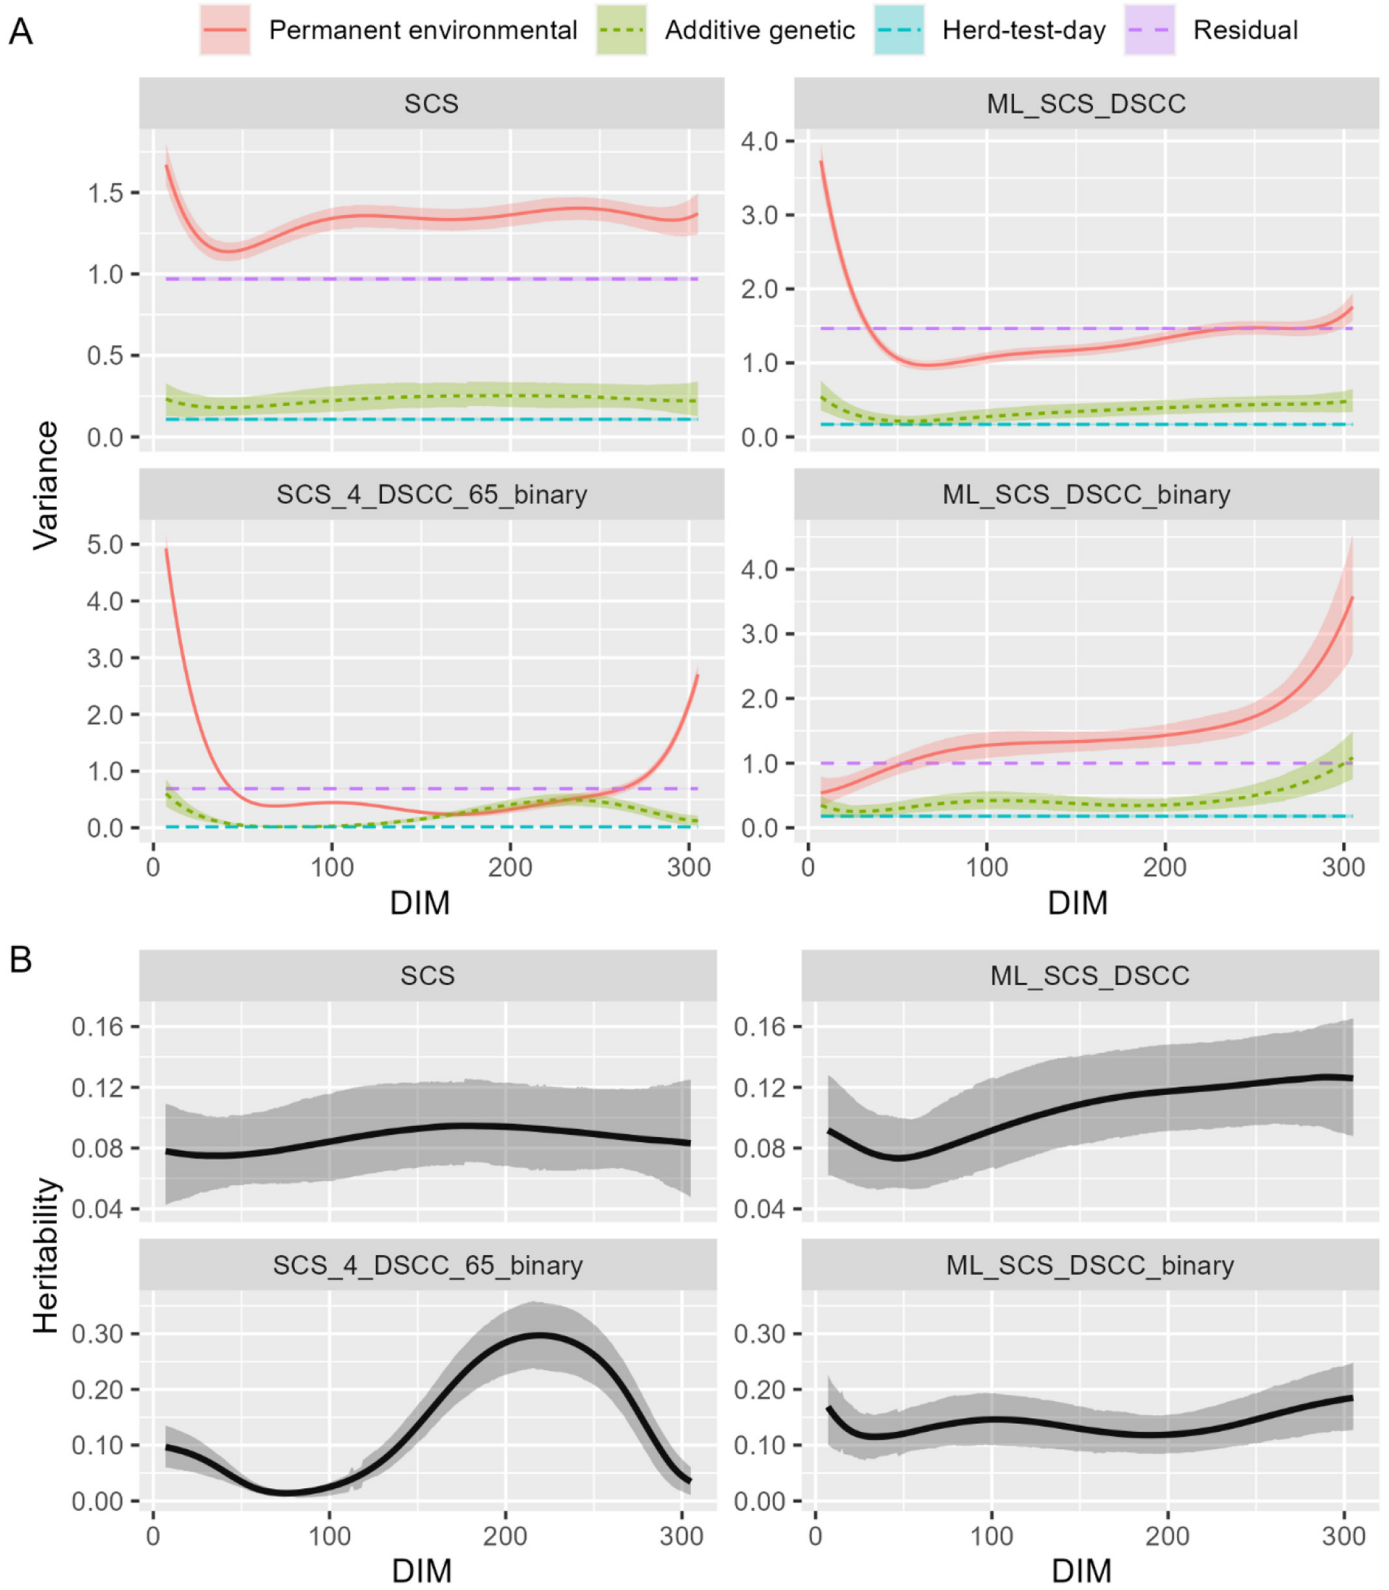 A
Permanent environmental Additive genetic Herd-test-day Residual
SCS ML_SCS_DSCC
1.5
1.0
0.5
0.0
4.0
3.0
2.0
1.0
0.0
Variance
SCS_4_DSCC_65_binary ML_SCS_DSCC_binary
5.0
4.0
3.0
2.0
1.0
0.0
4.0
3.0
2.0
1.0
0.0
0 100 200 300 0 100 200 300
DIM DIM
B
SCS ML_SCS_DSCC
0.16
0.12
0.08
0.04
0.16
0.12
0.08
0.04
Heritability
SCS_4_DSCC_65_binary ML_SCS_DSCC_binary
0.30
0.20
0.10
0.00
0.30
0.20
0.10
0.00
0 100 200 300 0 100 200 300
DIM DIM